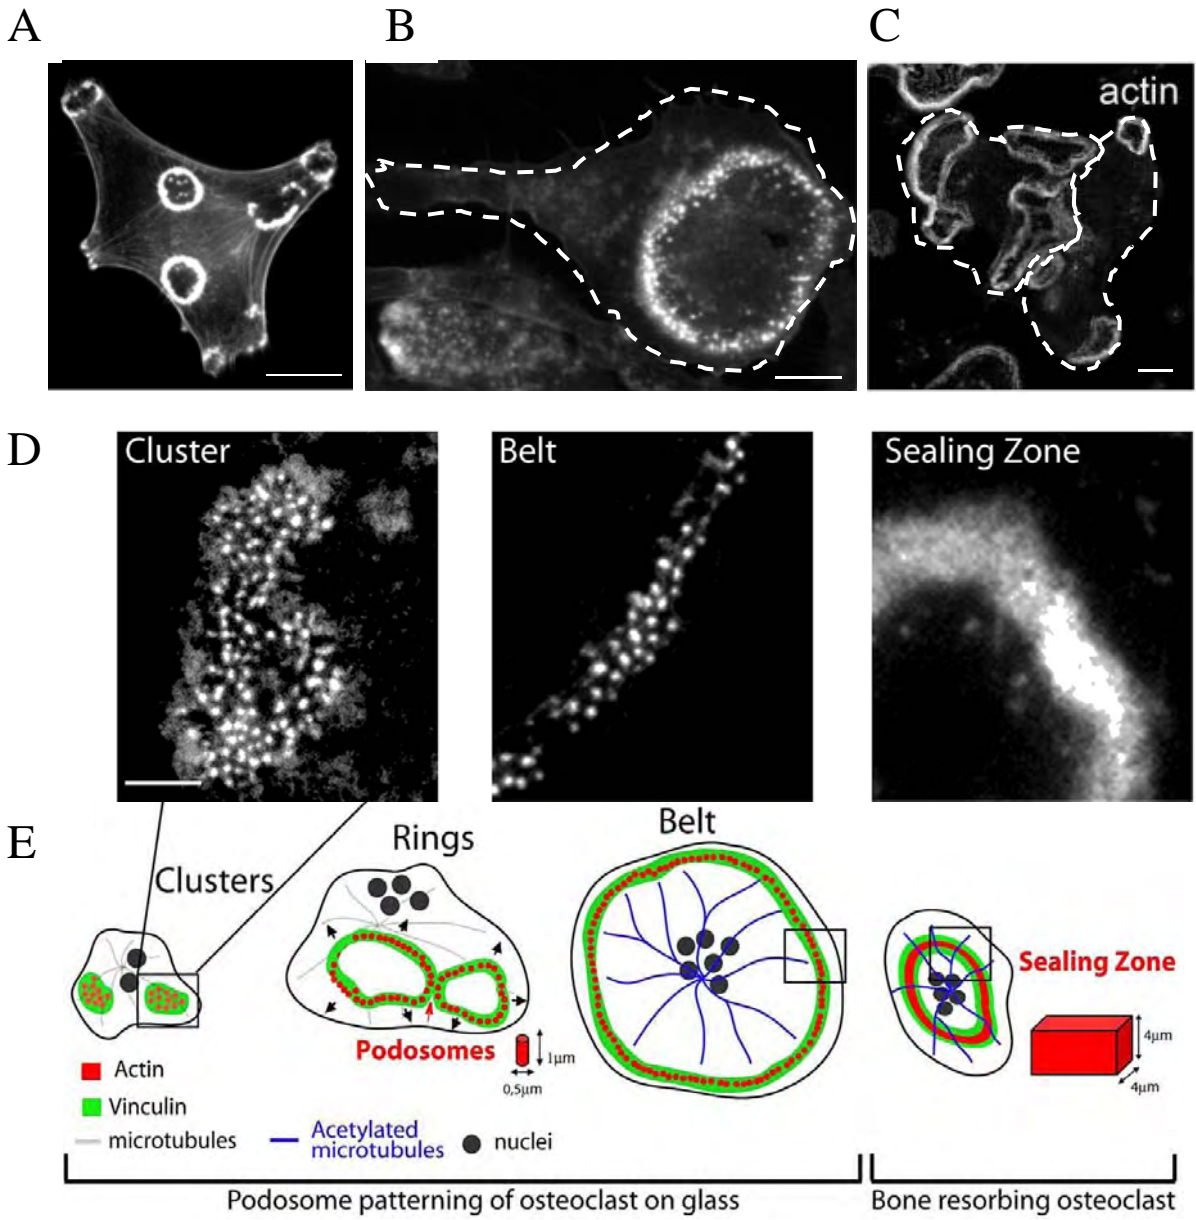 A
B
C
actin
D
Cluster
Belt
Sealing Zone
E
Clusters
Rings
Belt
Podosomes
1µm
0,5µm
Sealing Zone
4µm
4µm
Actin
Vinculin
microtubules
Acetylated
microtubules
nuclei
Podosome patterning of osteoclast on glass
Bone resorbing osteoclast